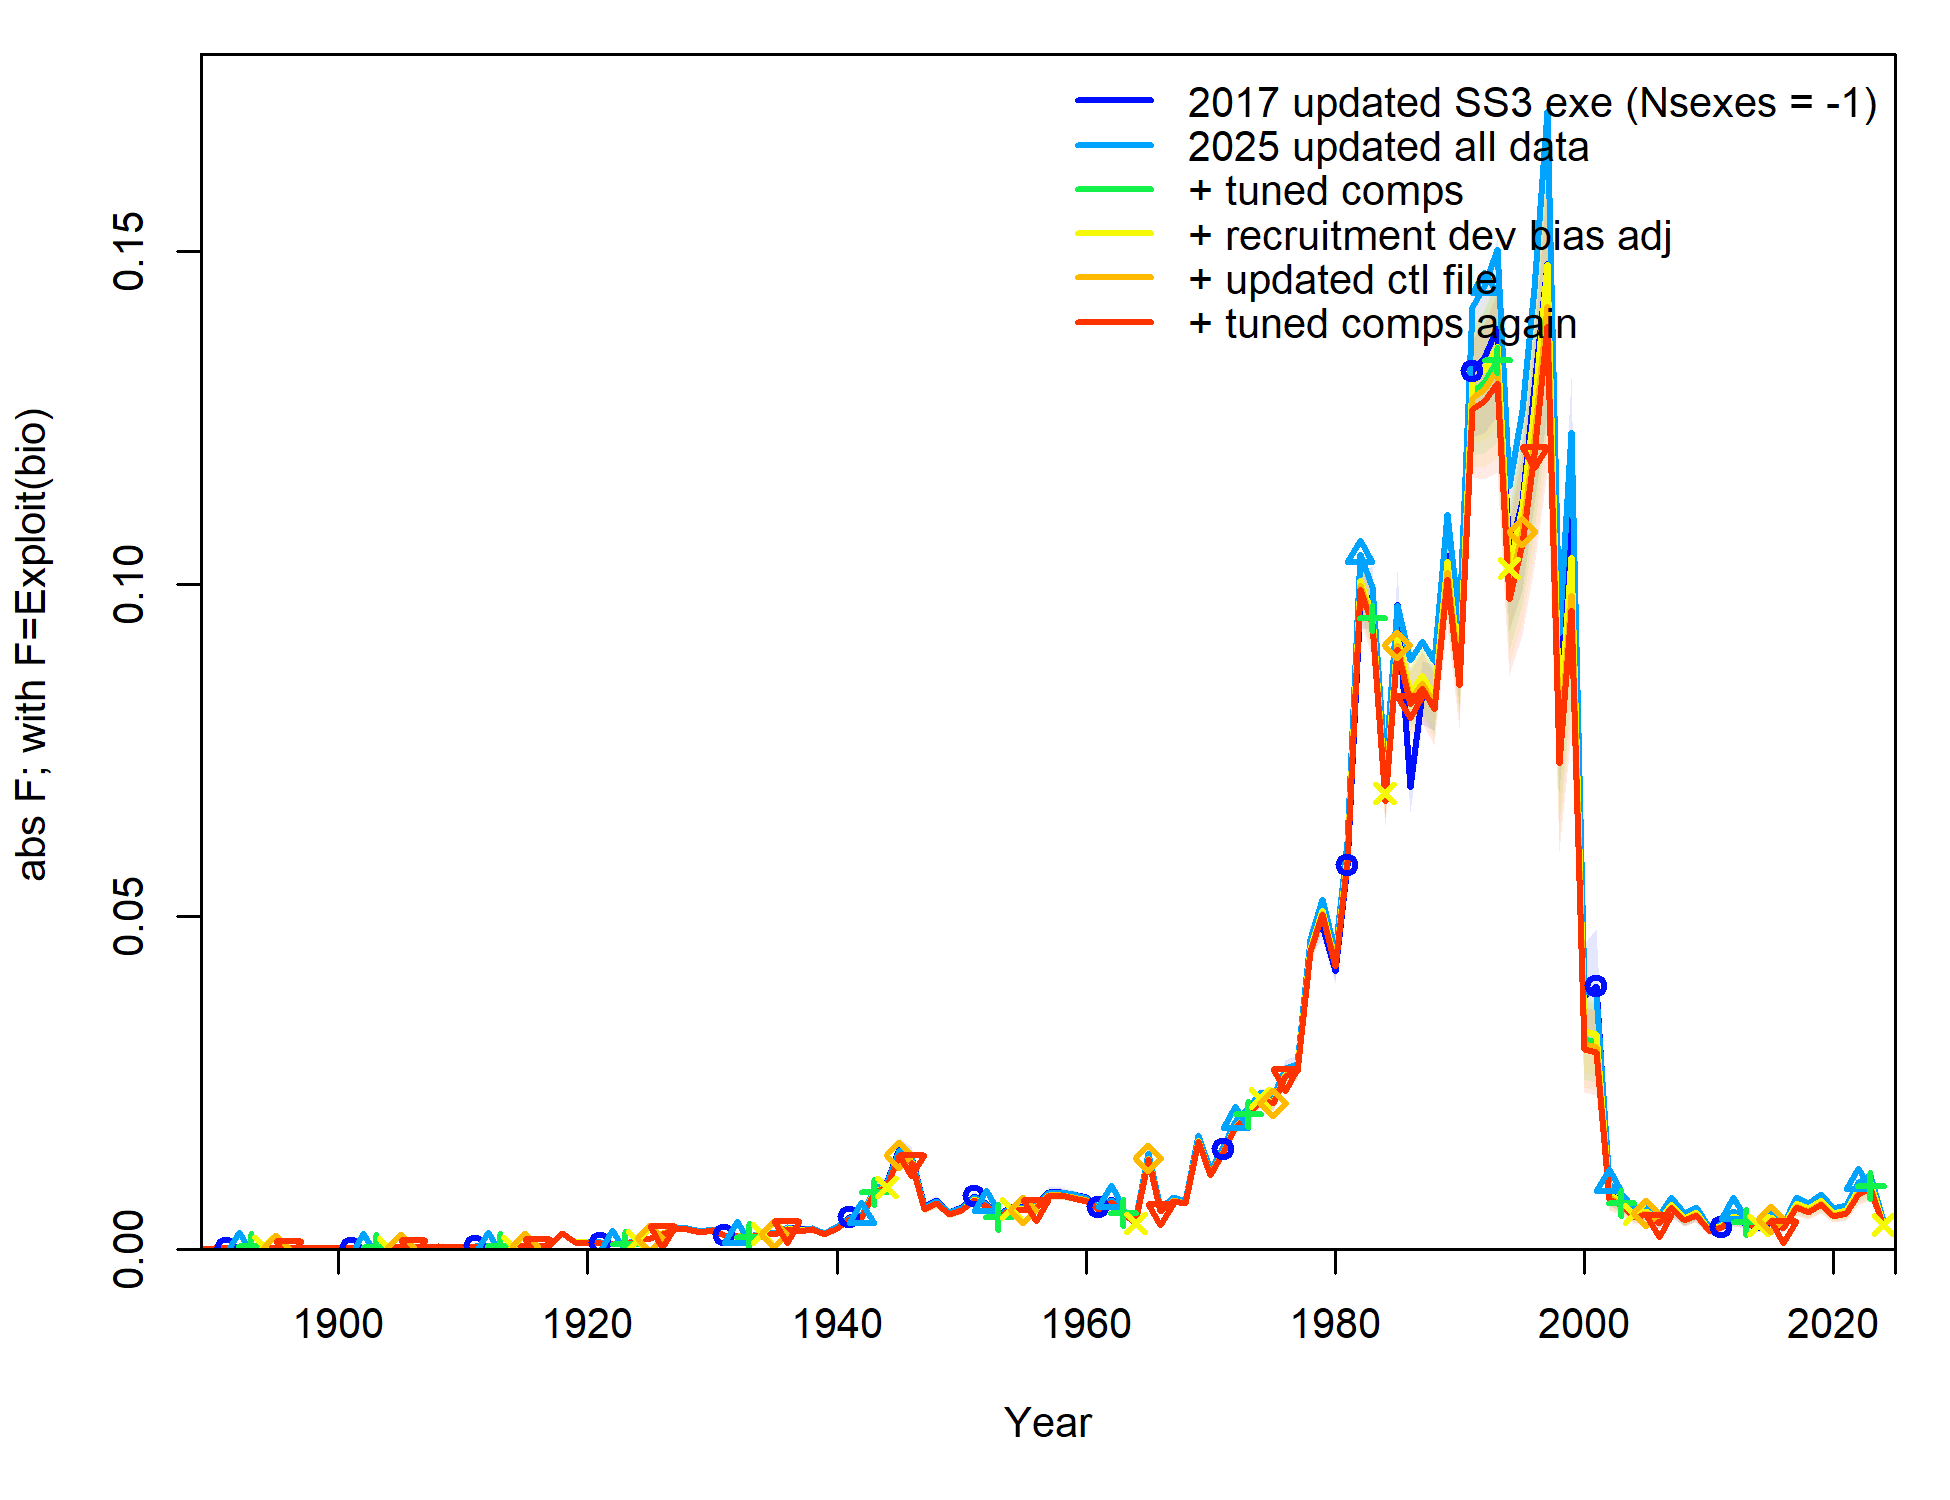 2017 updated SS3 exe (Nsexes = -1)
2025 updated all data
+ tuned comps
+ recruitment dev bias adj
+ updated ctl file
+ tuned comps again
abs F; with F=Exploit(bio)
0.15
0.10
0.05
0.00
1900 1920 1940 1960 1980 2000 2020
Year